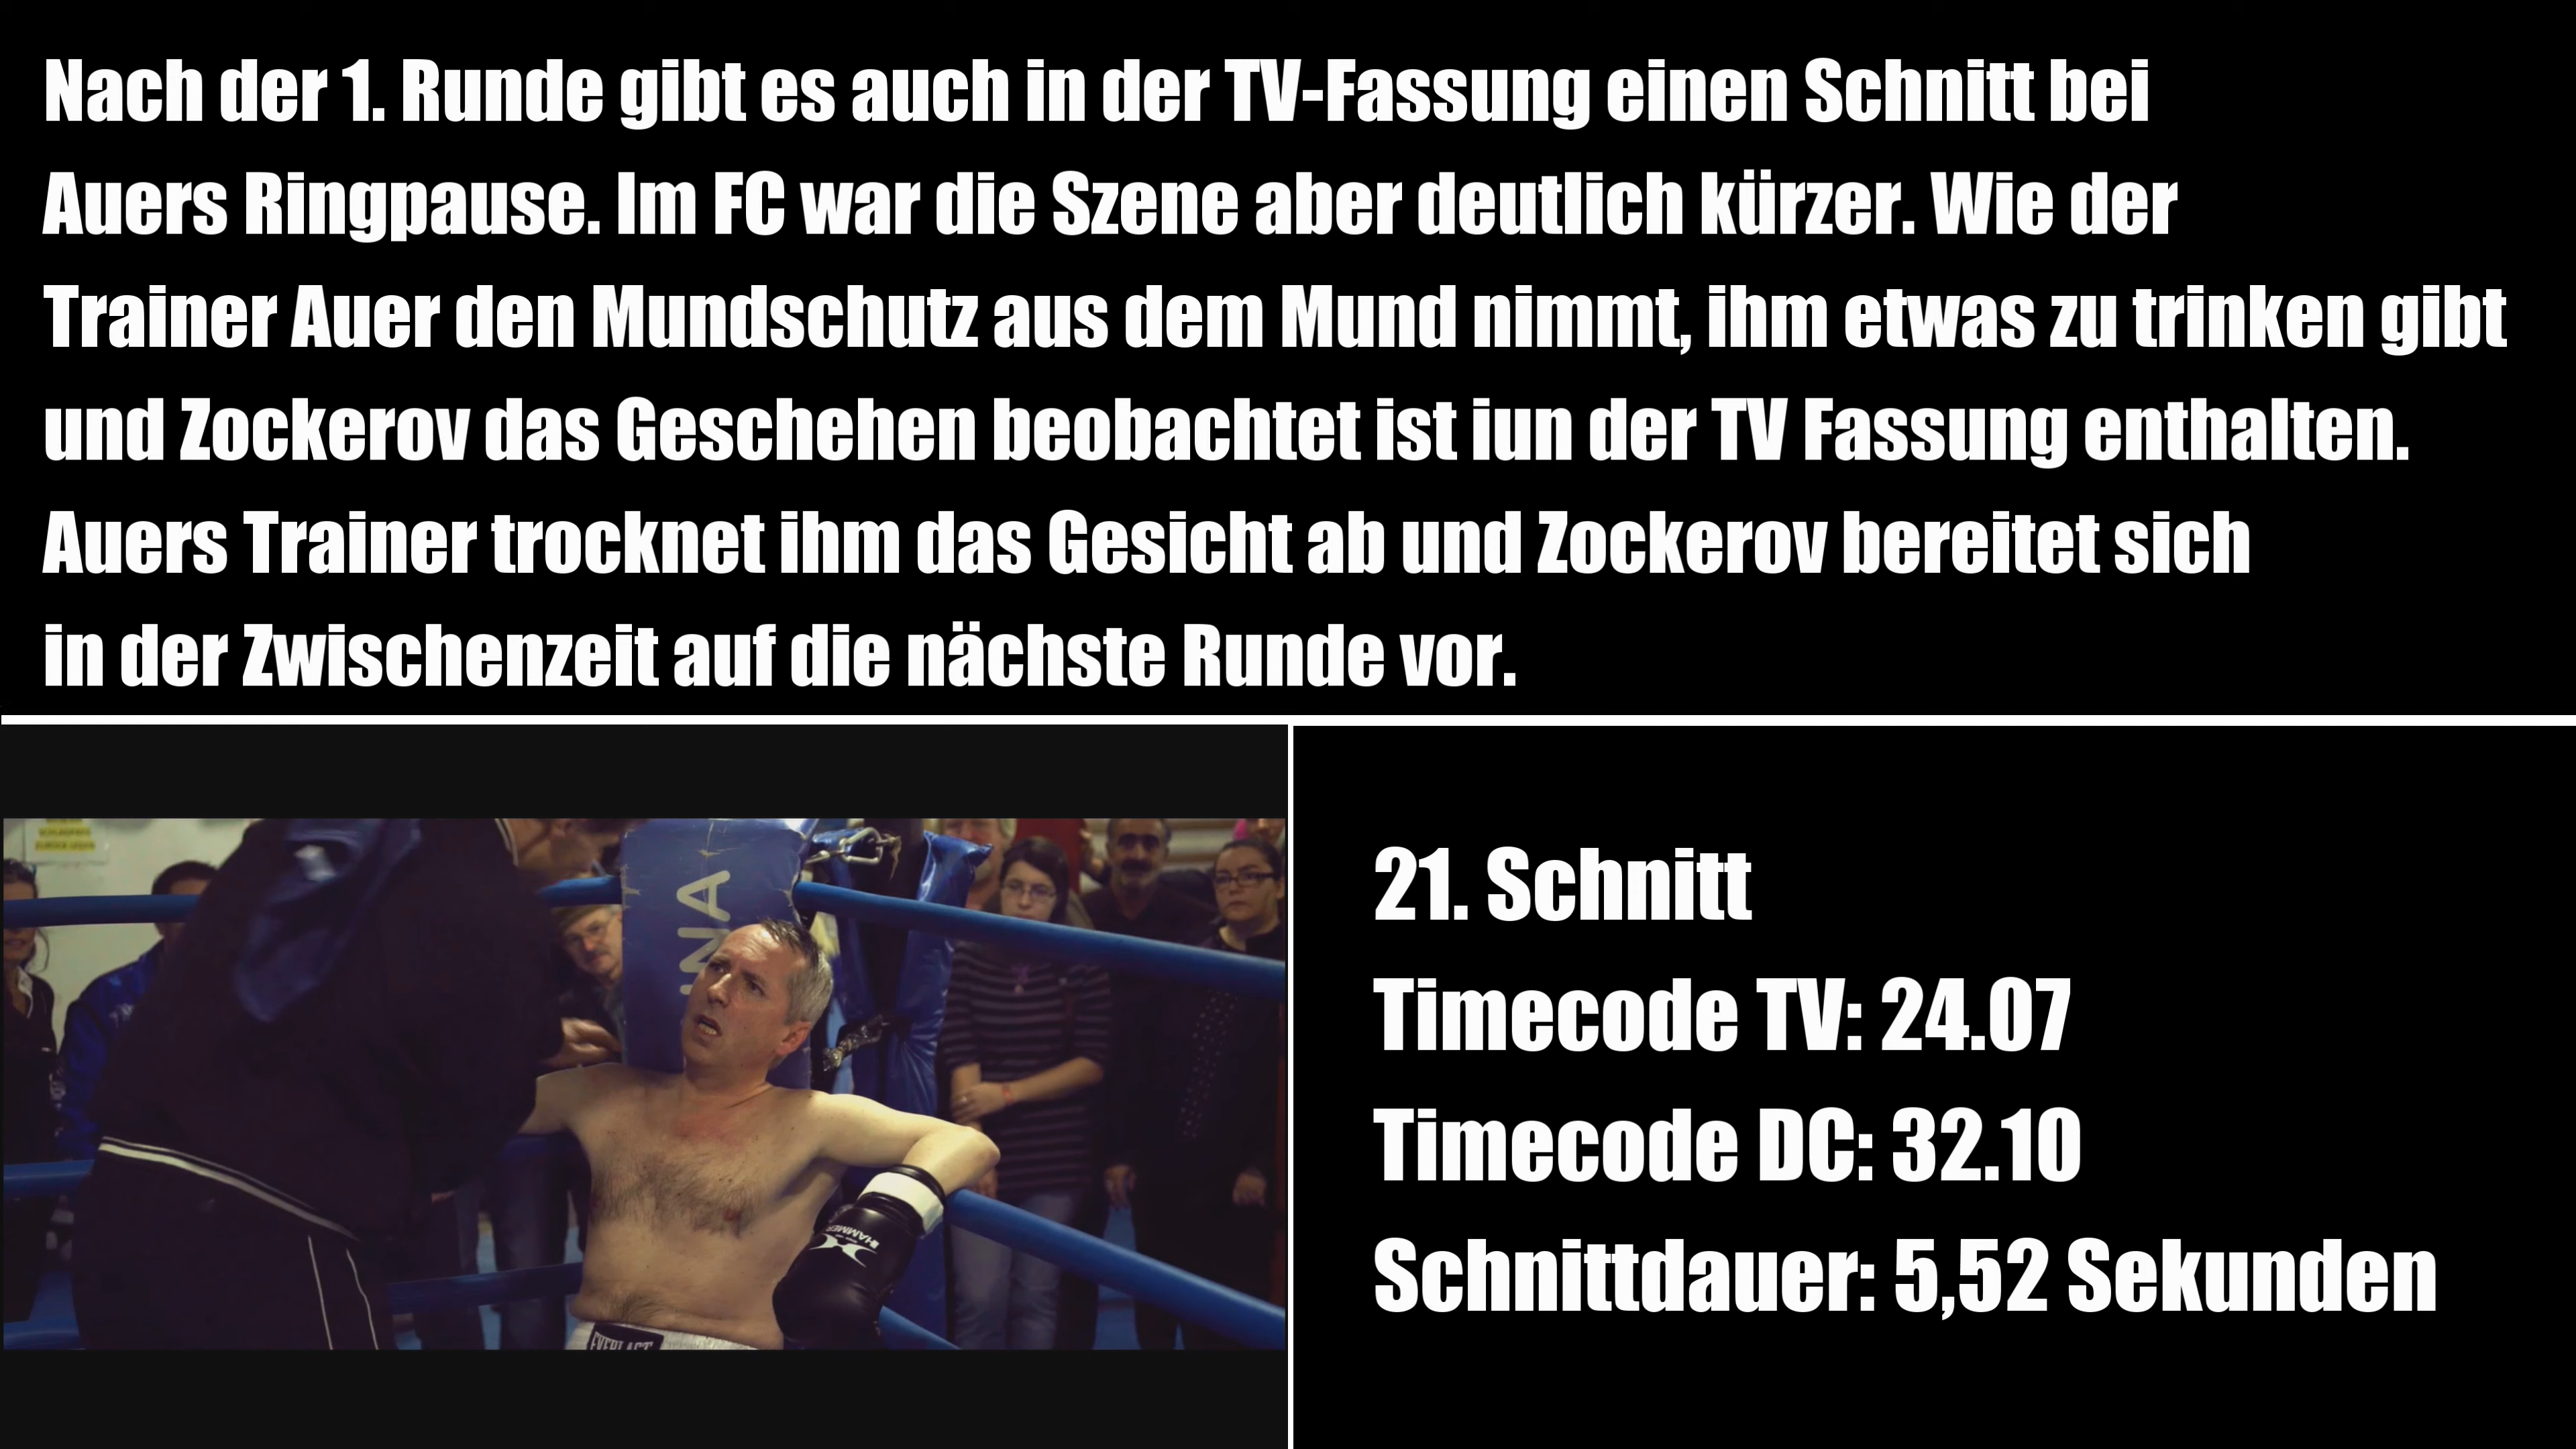 Nach der 1. Runde gibt es auch in der TV-Fassung einen Schnitt bei
Auers Ringpause. Im FC war die Szene aber deutlich kürzer. Wie der
Trainer Auer den Mundschutz aus dem Mund nimmt, ihm etwas zu trinken gibt
und Zockerov das Geschehen beobachtet ist iun der TV Fassung enthalten.
Auers Trainer trocknet ihm das Gesicht ab und Zockerov bereitet sich
in der Zwischenzeit auf die nächste Runde vor.
INA
HAMMER
EVERLAST
21. Schnitt
Timecode TV: 24.07
Timecode DC: 32.10
Schnittdauer: 5,52 Sekunden